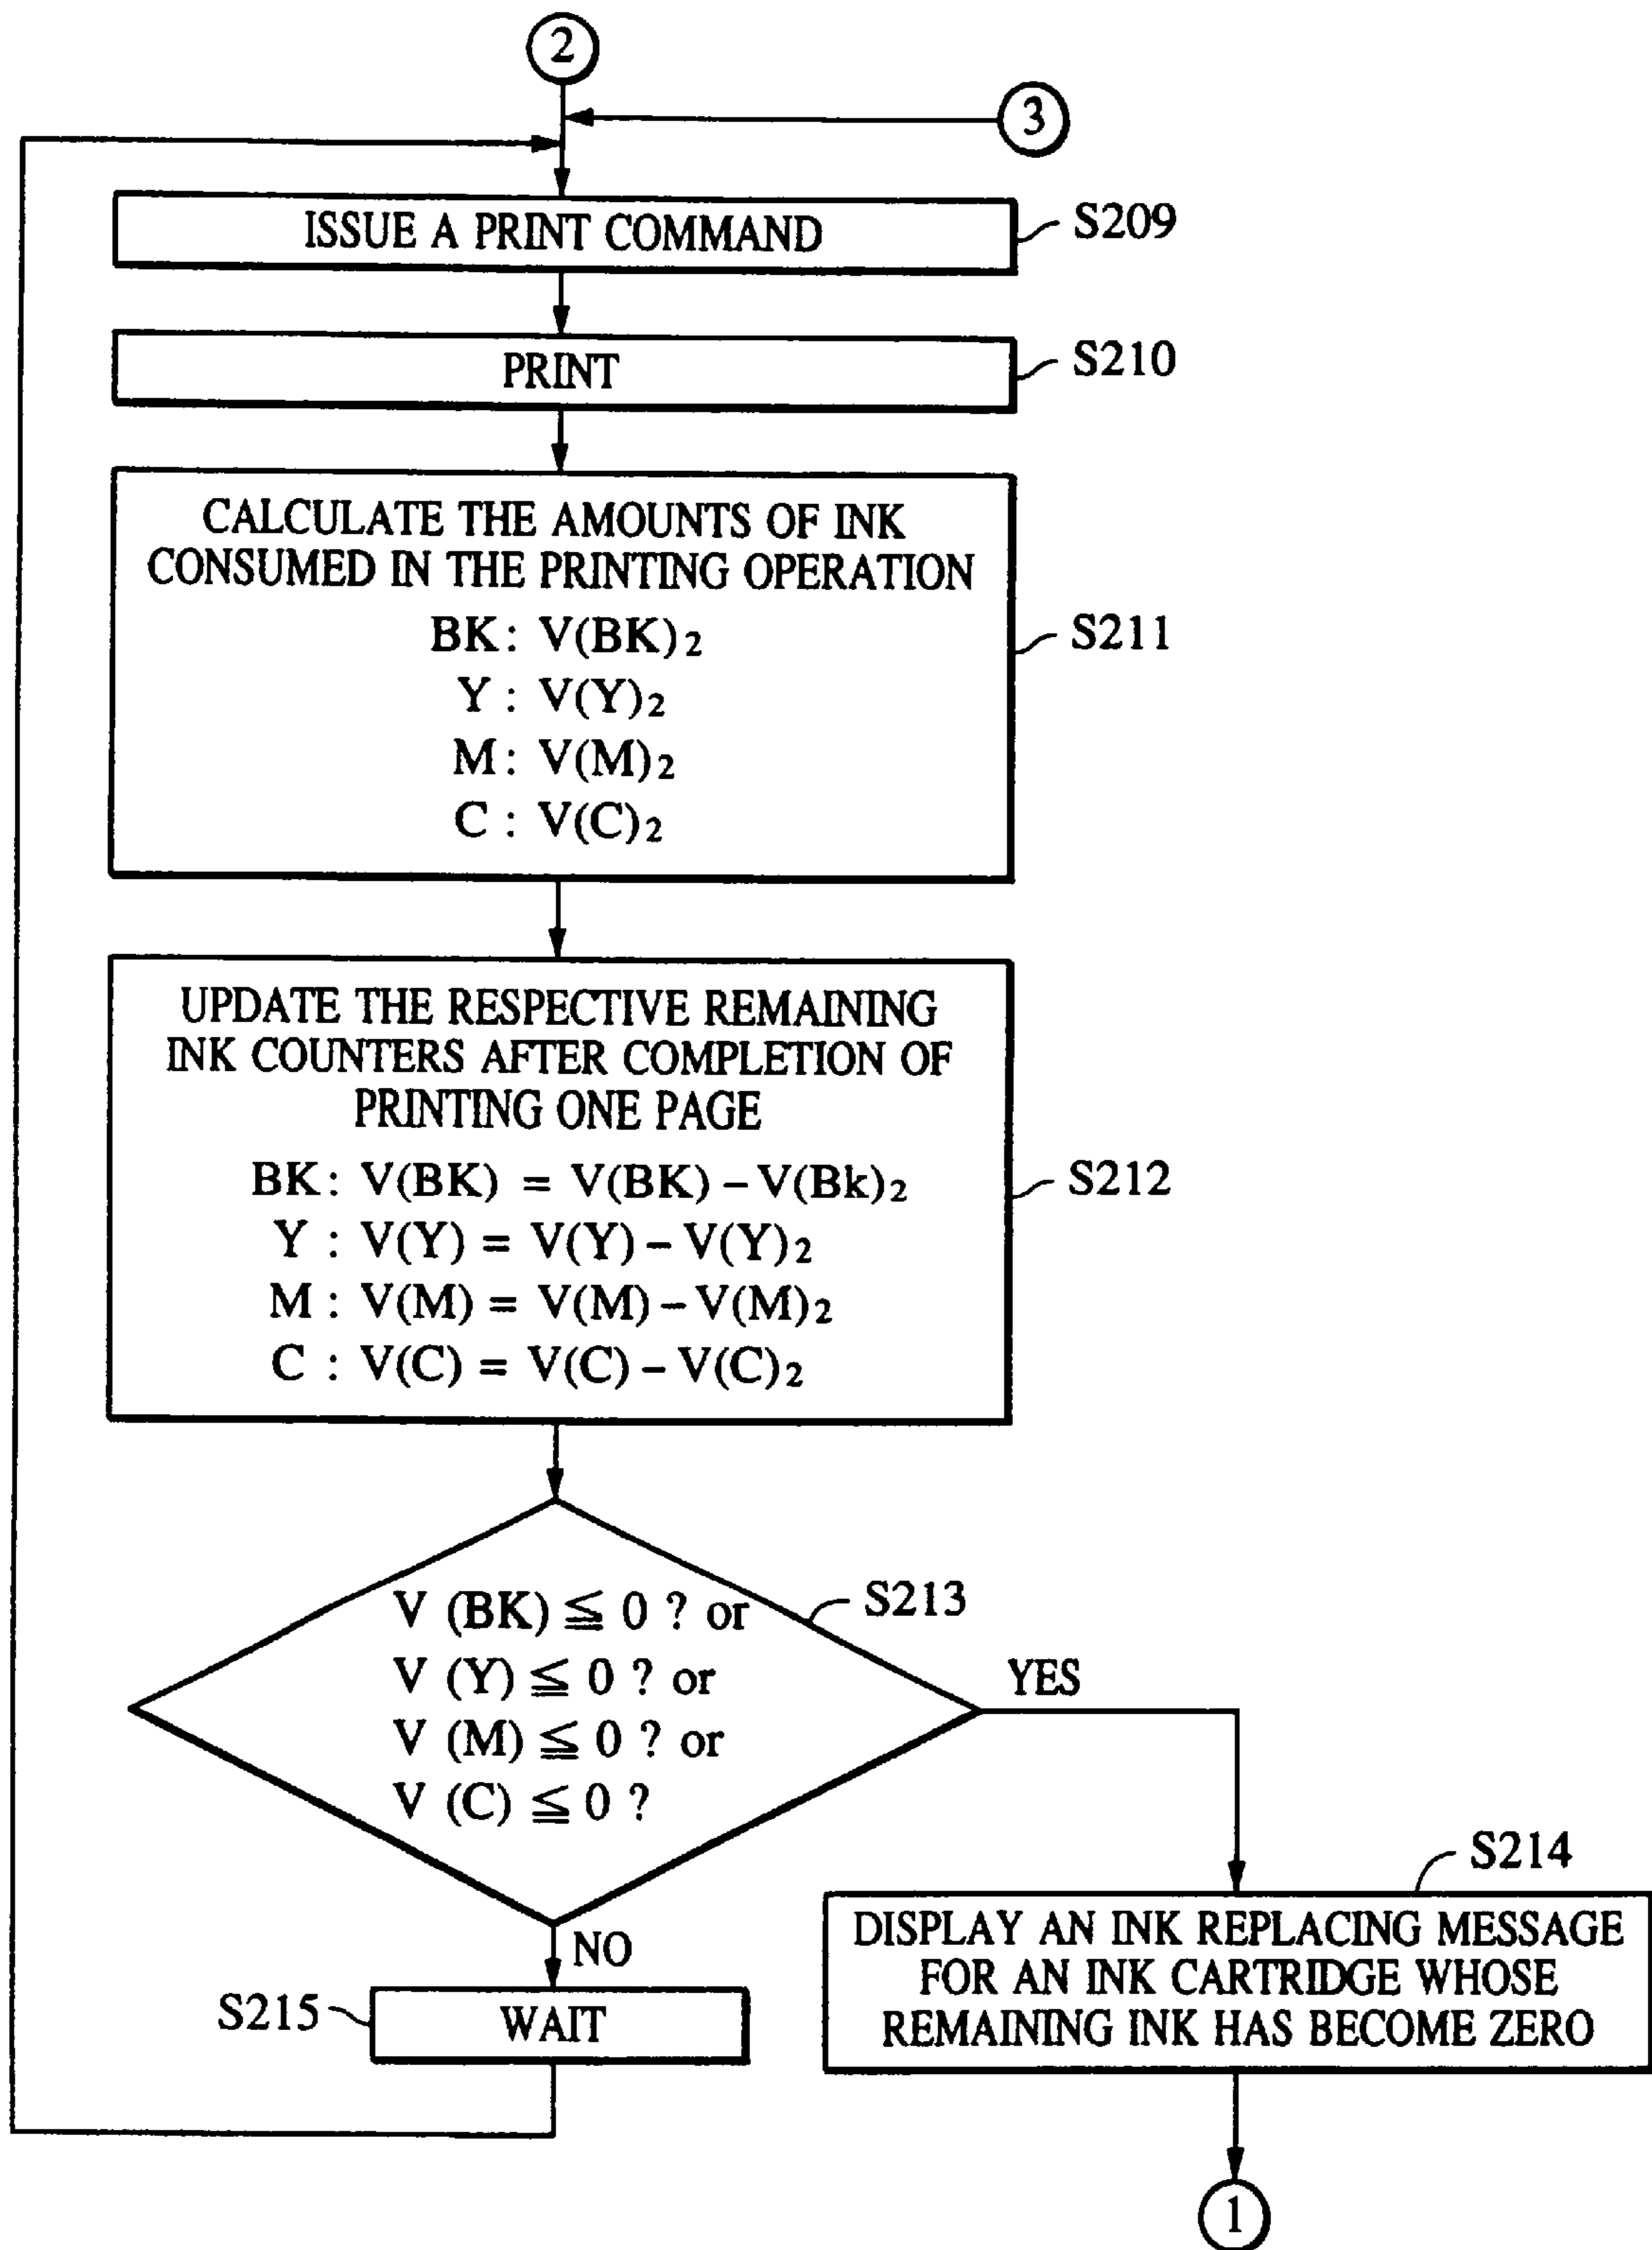 2
3
ISSUE A PRINT COMMAND
S209
PRINT
S210
CALCULATE THE AMOUNTS OF INK
CONSUMED IN THE PRINTING OPERATION
BK: V(BK)₂
Y : V(Y)₂
M : V(M)₂
C : V(C)₂
S211
UPDATE THE RESPECTIVE REMAINING
INK COUNTERS AFTER COMPLETION OF
PRINTING ONE PAGE
BK: V(BK) = V(BK) – V(Bk)₂
Y : V(Y) = V(Y) – V(Y)₂
M : V(M) = V(M) – V(M)₂
C : V(C) = V(C) – V(C)₂
S212
V (BK) ≦ 0 ? or
V (Y) ≦ 0 ? or
V (M) ≦ 0 ? or
V (C) ≦ 0 ?
S213
YES
NO
S214
DISPLAY AN INK REPLACING MESSAGE
FOR AN INK CARTRIDGE WHOSE
REMAINING INK HAS BECOME ZERO
S215
WAIT
1